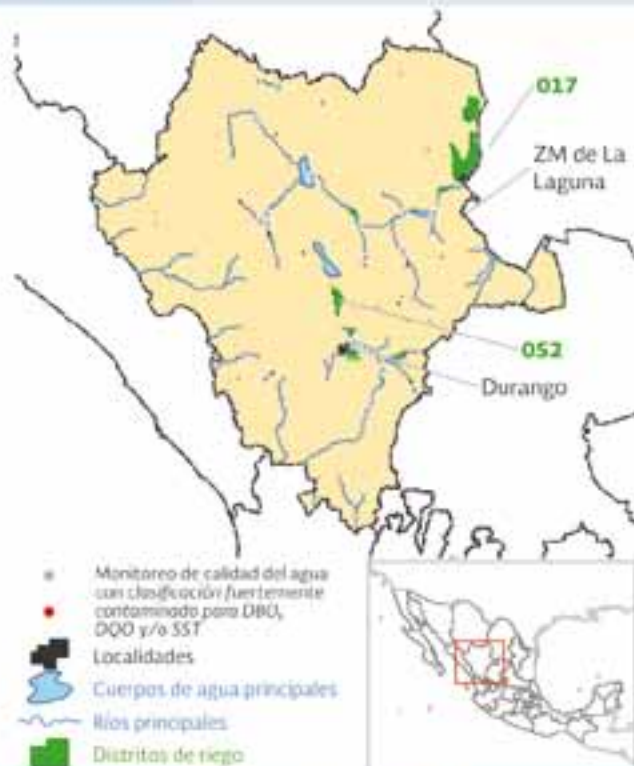 017
ZM de La
Laguna
052
Durango
Monitoreo de calidad del agua
con clasificación fuertemente
contaminado para DBO,
DQO y/o SST
Localidades
Cuerpos de agua principales
Ríos principales
Distritos de riego